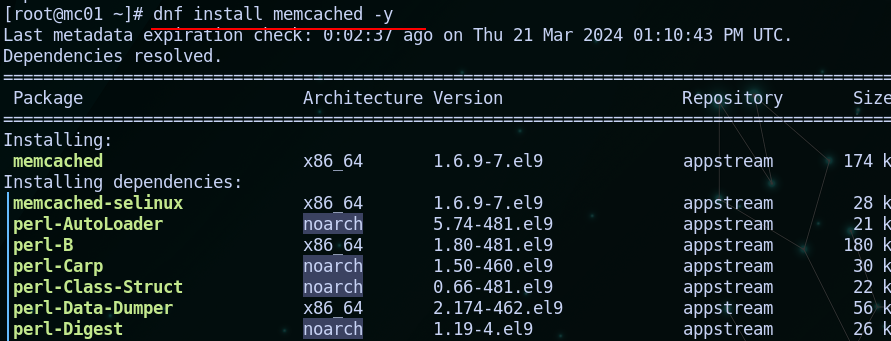 [root@mc01 ~]# dnf install memcached -y
Last metadata expiration check: 0:02:37 ago on Thu 21 Mar 2024 01:10:43 PM UTC.
Dependencies resolved.
Package Architecture Version Repository Size
Installing:
memcached x86_64 1.6.9-7.el9 appstream 174 k
Installing dependencies:
memcached-selinux x86_64 1.6.9-7.el9 appstream 28 k
perl-AutoLoader noarch 5.74-481.el9 appstream 21 k
perl-B x86_64 1.80-481.el9 appstream 180 k
perl-Carp noarch 1.50-460.el9 appstream 30 k
perl-Class-Struct noarch 0.66-481.el9 appstream 22 k
perl-Data-Dumper x86_64 2.174-462.el9 appstream 56 k
perl-Digest noarch 1.19-4.el9 appstream 26 k